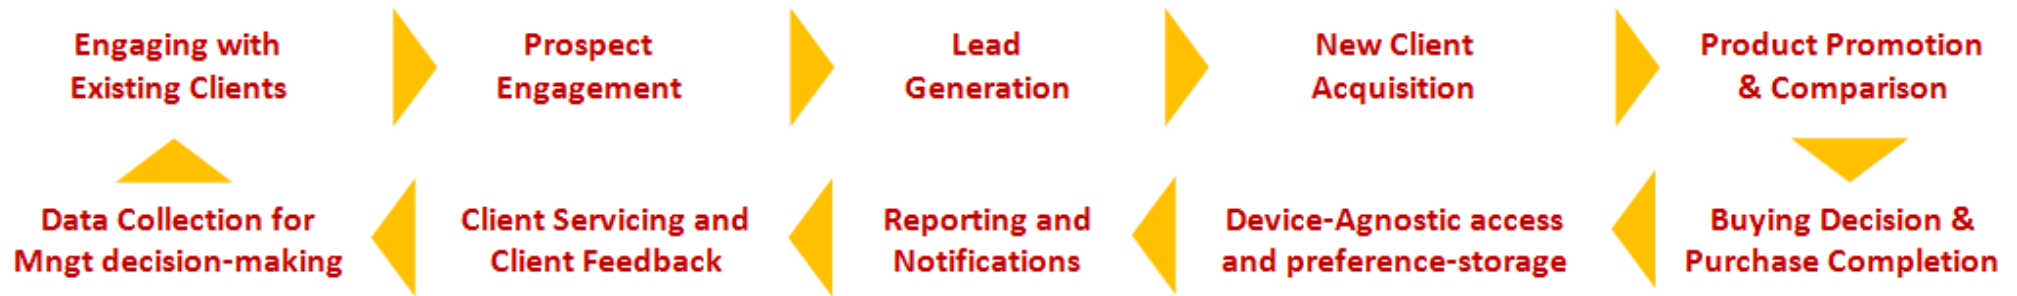 Engaging with
Existing Clients
Prospect
Engagement
Lead
Generation
New Client
Acquisition
Product Promotion
& Comparison
Buying Decision &
Purchase Completion
Device-Agnostic access
and preference-storage
Reporting and
Notifications
Client Servicing and
Client Feedback
Data Collection for
Mngt decision-making